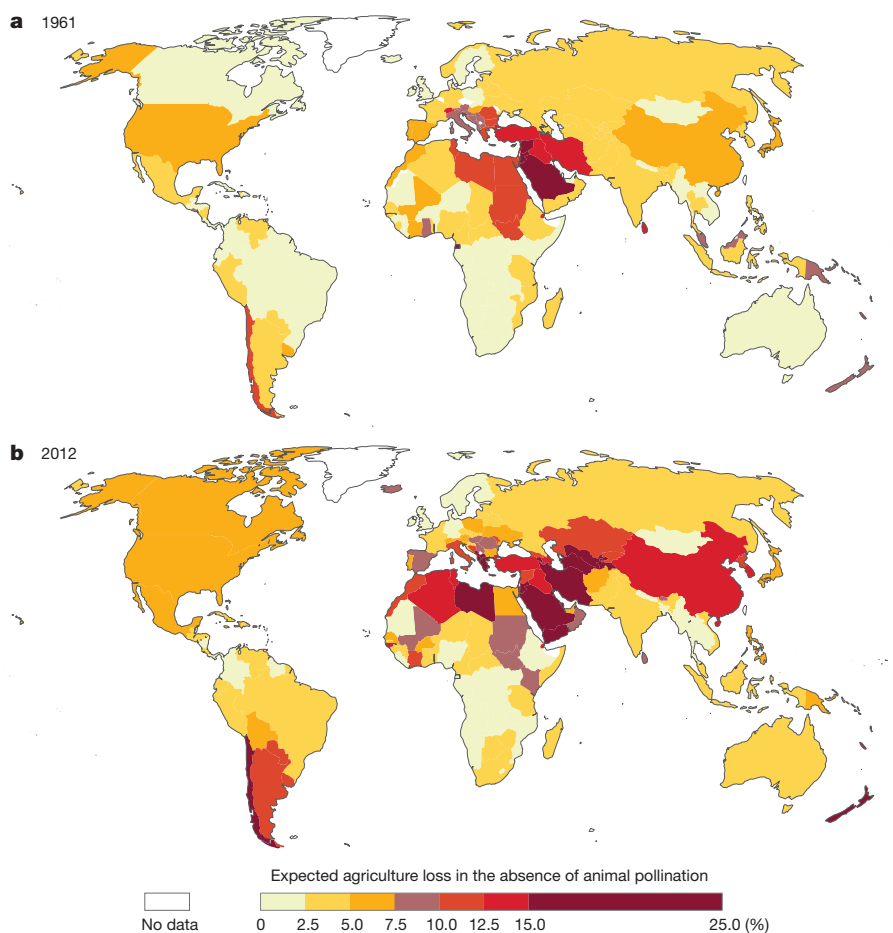 a 1961
b 2012
Expected agriculture loss in the absence of animal pollination
No data 0 2.5 5.0 7.5 10.0 12.5 15.0 25.0 (%)